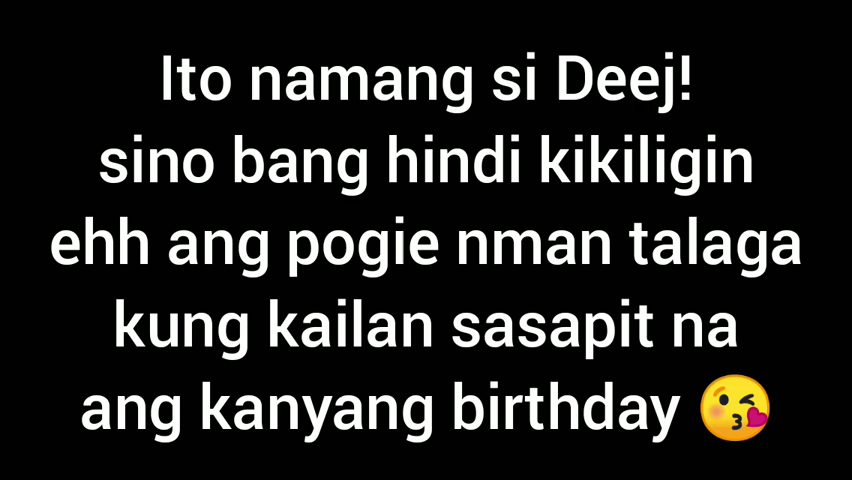 Ito namang si Deej!
sino bang hindi kikiligin
ehh ang pogie nman talaga
kung kailan sasapit na
ang kanyang birthday 😘